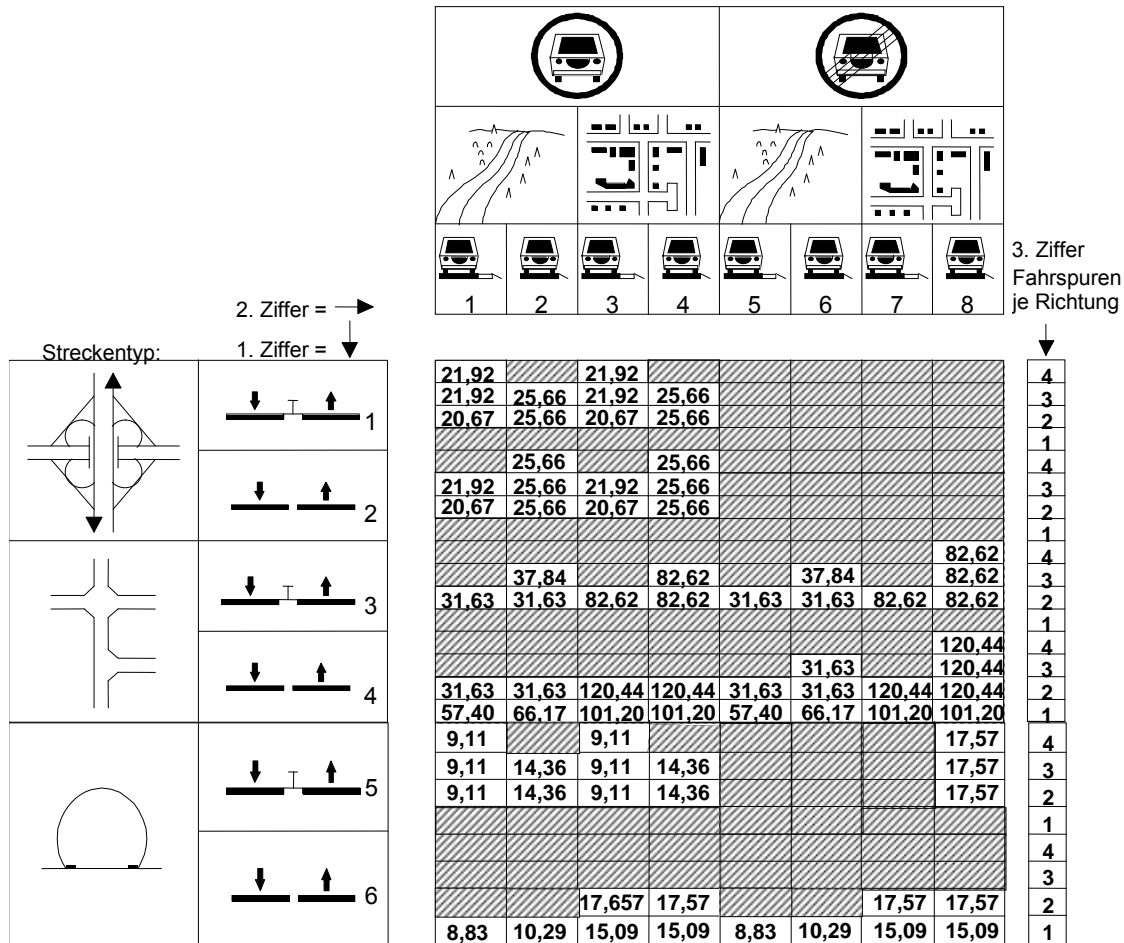 1 2 3 4 5 6 7 8
3. Ziffer
Fahrspuren
je Richtung
2. Ziffer =
1. Ziffer =
Streckentyp:
21,92 21,92 4
21,92 25,66 21,92 25,66 3
1
20,67 25,66 20,67 25,66 2
1
25,66 25,66 4
21,92 25,66 21,92 25,66 3
20,67 25,66 20,67 25,66 2
2
1
82,62 4
37,84 82,62 37,84 82,62 3
3
31,63 31,63 82,62 82,62 31,63 31,63 82,62 82,62 2
1
120,44 4
31,63 120,44 3
4
31,63 31,63 120,44 120,44 31,63 31,63 120,44 120,44 2
57,40 66,17 101,20 101,20 57,40 66,17 101,20 101,20 1
9,11 9,11 17,57 4
9,11 14,36 9,11 14,36 17,57 3
5
9,11 14,36 9,11 14,36 17,57 2
1
4
3
6
17,657 17,57 17,57 17,57 2
8,83 10,29 15,09 15,09 8,83 10,29 15,09 15,09 1